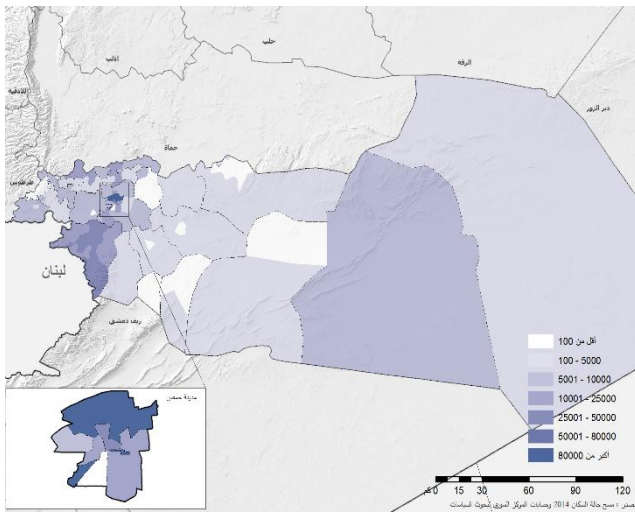 حلب
ادلب
الرقة
اللاذقية
دير الزور
حماة
طرطوس
لبنان
ريف دمشق
أقل من 100
100 - 5000
5001 - 10000
10001 - 25000
25001 - 50000
50001 - 80000
أكثر من 80000
مدينة حمص
كم 0 15 30 60 90 120
مصدر : مسح حالة السكان 2014 وحسابات المركز السوري لبحوث السياسات